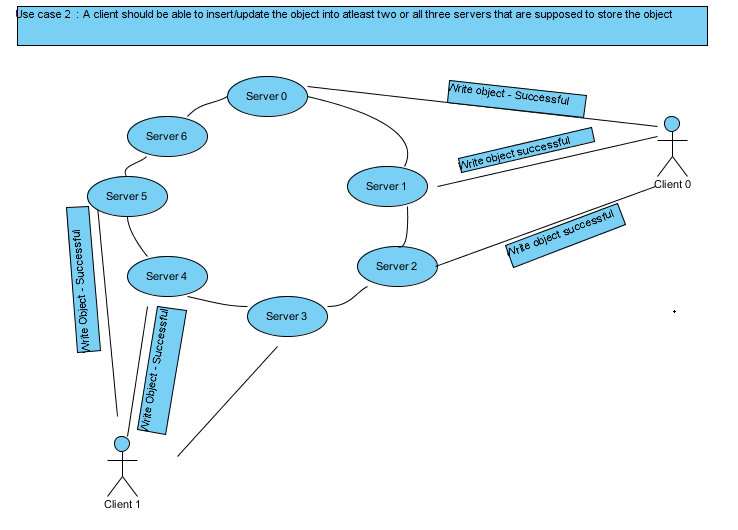 Use case 2 : A client should be able to insert/update the object into atleast two or all three servers that are supposed to store the object
Server 0
Write object - Successful
Server 6
Write object successful
Server 1
Client 0
Server 5
Write object successful
Server 2
Server 4
Write Object - Successful
Server 3
Write Object - Successful
Client 1